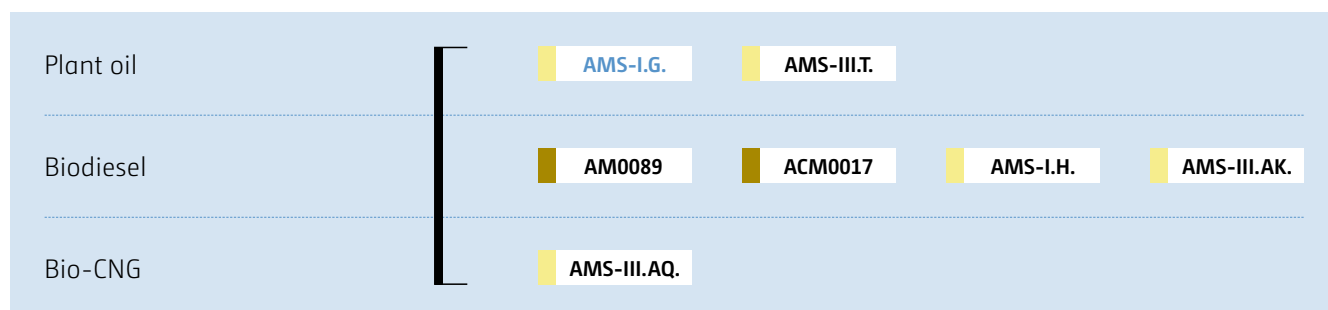 Plant oil AMS-I.G. AMS-III.T.
Biodiesel AM0089 ACM0017 AMS-I.H. AMS-III.AK.
Bio-CNG AMS-III.AQ.